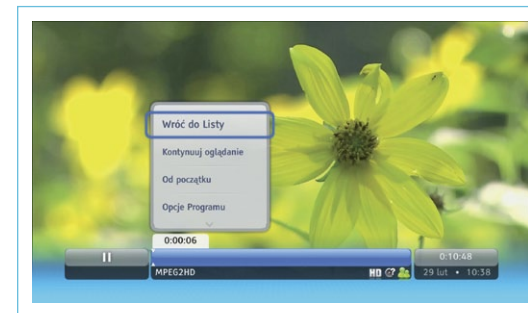 Wróć do Listy
Kontynuuj oglądanie
Od początku
Opcje Programu
0:00:06
0:10:48
MPEG2HD HD 29 lut • 10:38